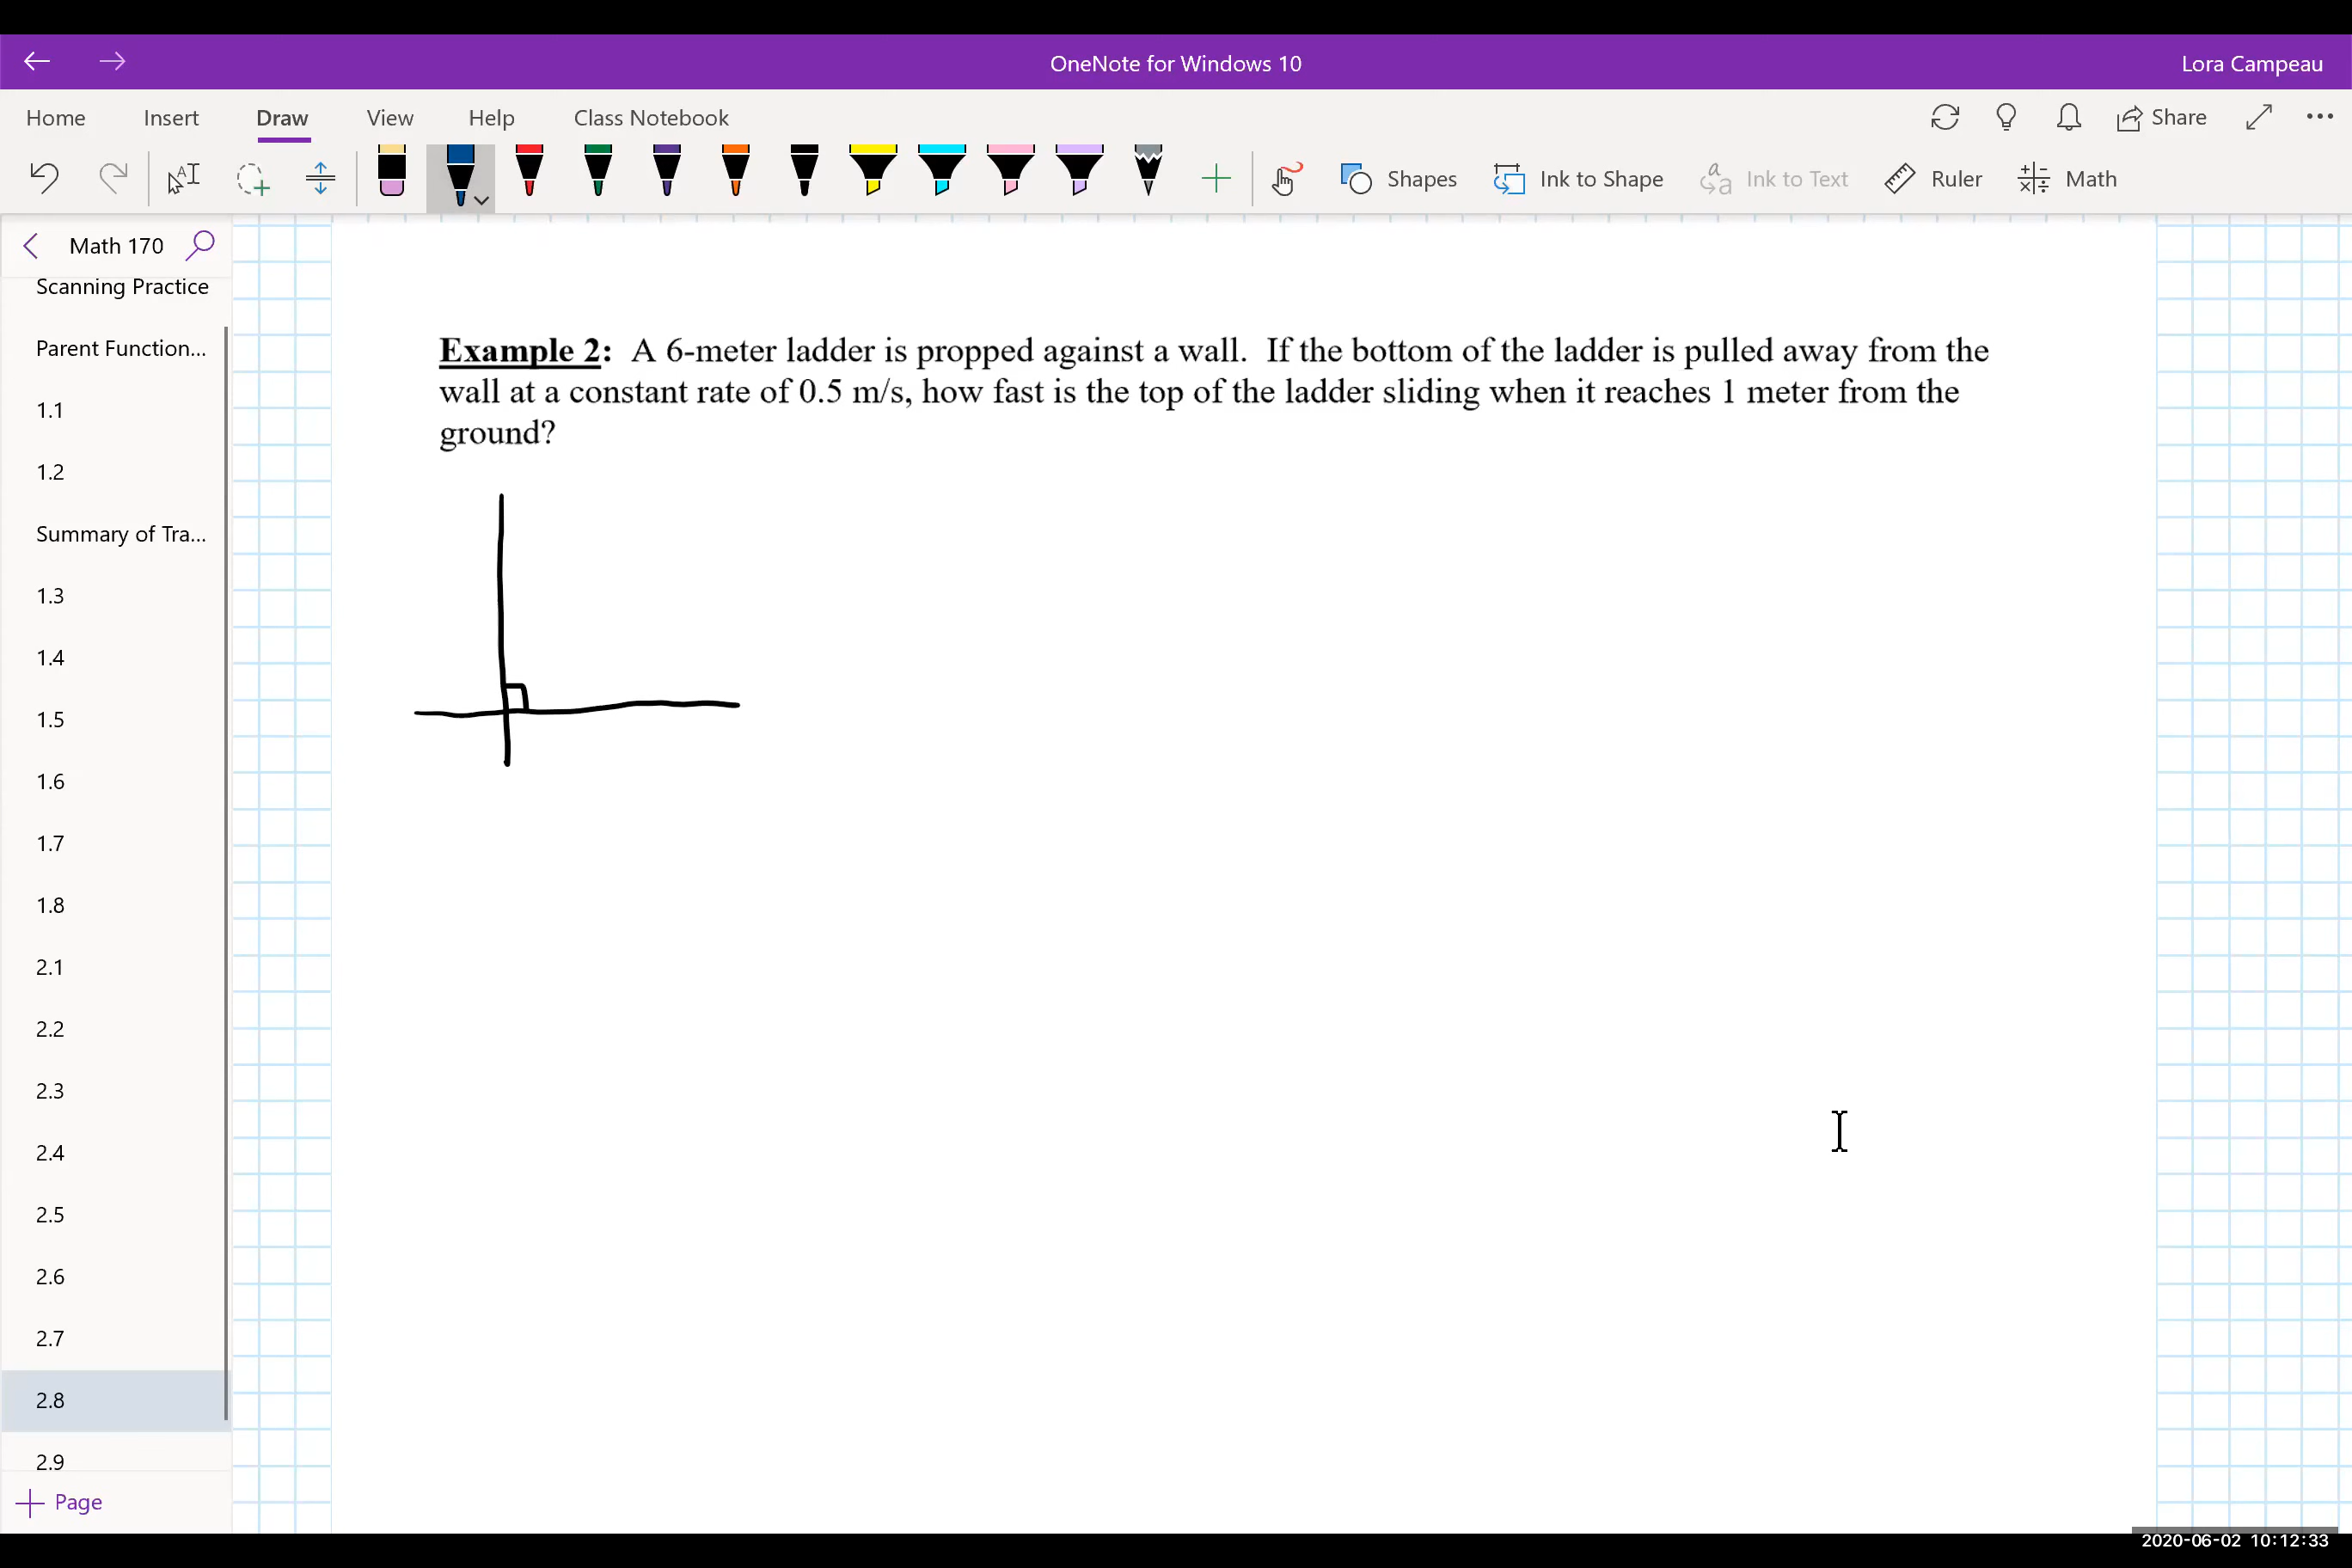 OneNote for Windows 10
Lora Campeau
Home Insert Draw View Help Class Notebook
Share
Shapes Ink to Shape Ink to Text Ruler Math
Math 170
Scanning Practice
Parent Function...
1.1
1.2
Summary of Tra...
1.3
1.4
1.5
1.6
1.7
1.8
2.1
2.2
2.3
2.4
2.5
2.6
2.7
2.8
2.9
Page
Example 2: A 6-meter ladder is propped against a wall. If the bottom of the ladder is pulled away from the
wall at a constant rate of 0.5 m/s, how fast is the top of the ladder sliding when it reaches 1 meter from the
ground?
2020-06-02 10:12:33